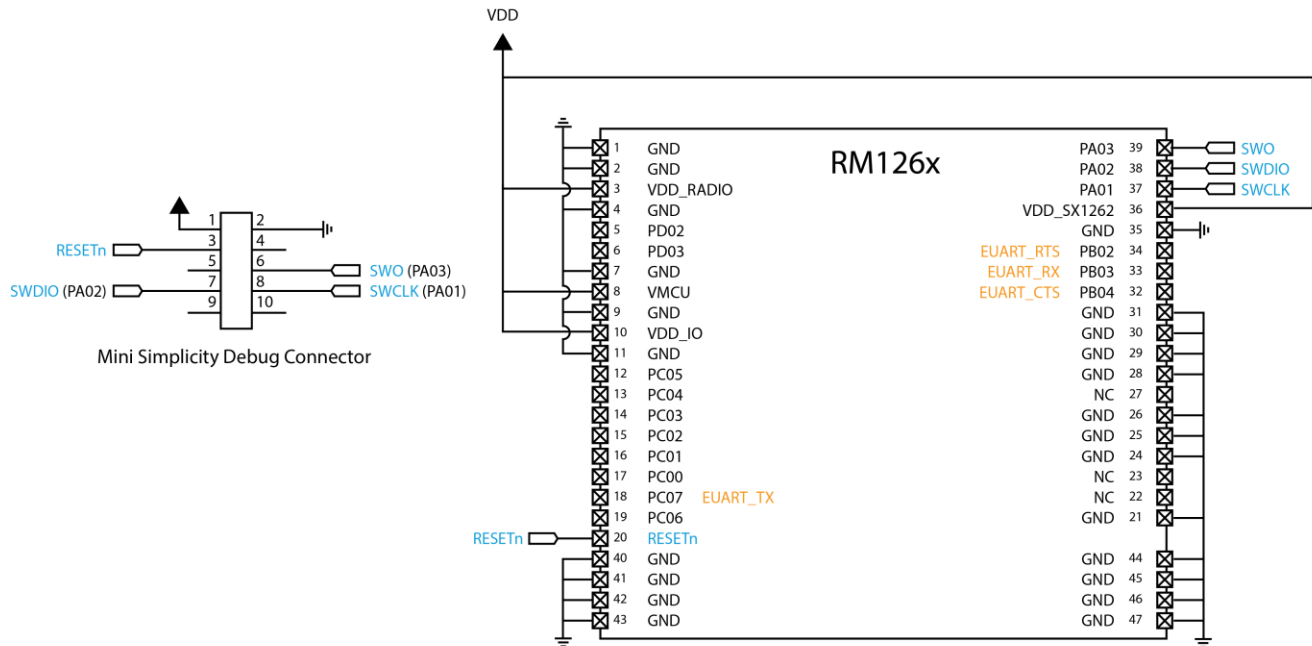 VDD
RM126x
1 2
3 4
5 6
7 8
9 10
RESETn
SWO (PA03)
SWDIO (PA02)
SWCLK (PA01)
Mini Simplicity Debug Connector
1 GND
2 GND
3 VDD_RADIO
4 GND
5 PD02
6 PD03
7 GND
8 VMCU
9 GND
10 VDD_IO
11 GND
12 PC05
13 PC04
14 PC03
15 PC02
16 PC01
17 PC00
18 PC07 EUART_TX
19 PC06
RESETn 20 RESETn
40 GND
41 GND
42 GND
43 GND
PA03 39 SWO
PA02 38 SWDIO
PA01 37 SWCLK
VDD_SX1262 36
GND 35
EUART_RTS PB02 34
EUART_RX PB03 33
EUART_CTS PB04 32
GND 31
GND 30
GND 29
GND 28
NC 27
GND 26
GND 25
GND 24
NC 23
NC 22
GND 21
GND 44
GND 45
GND 46
GND 47